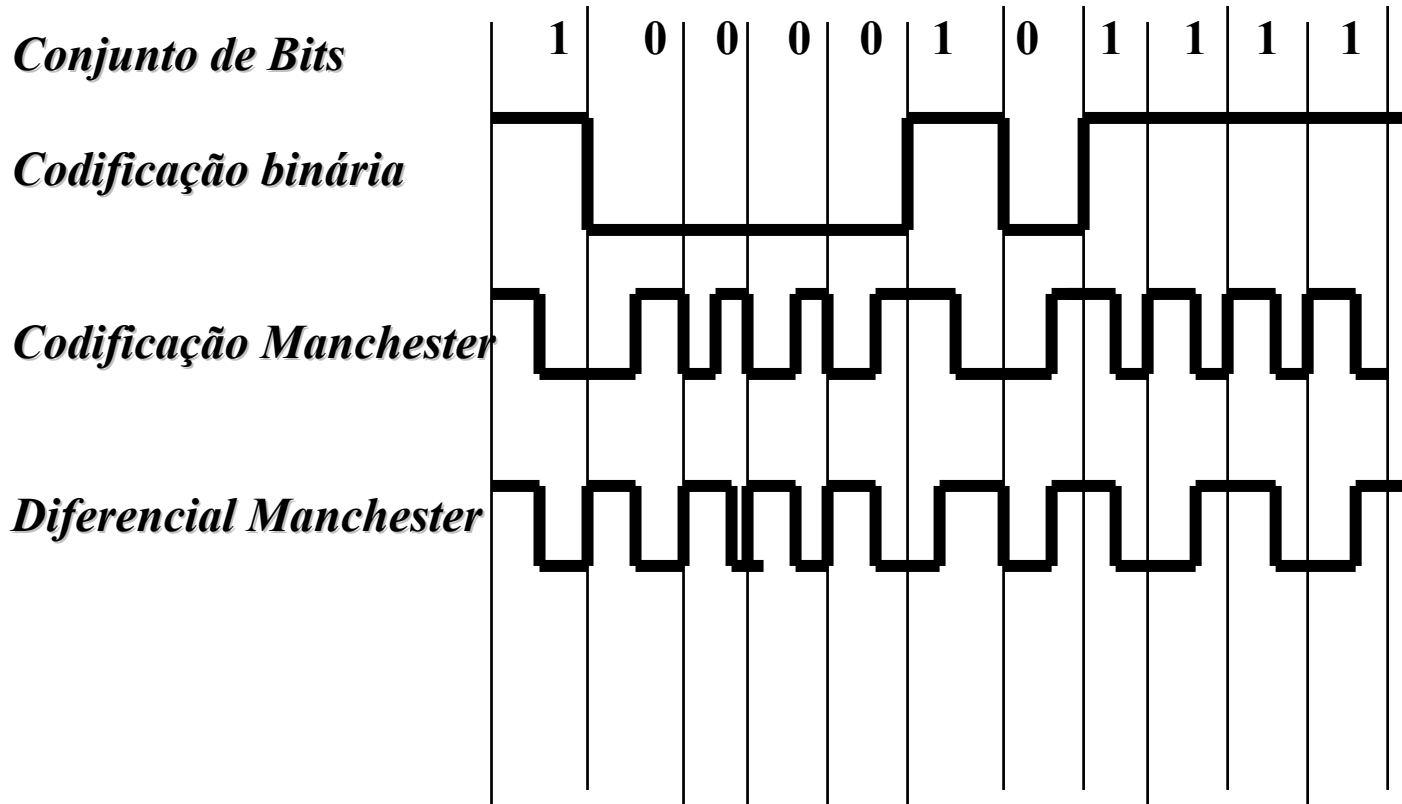 Conjunto de Bits 1 0 0 0 0 1 0 1 1 1 1
Codificação binária
Codificação Manchester
Diferencial Manchester